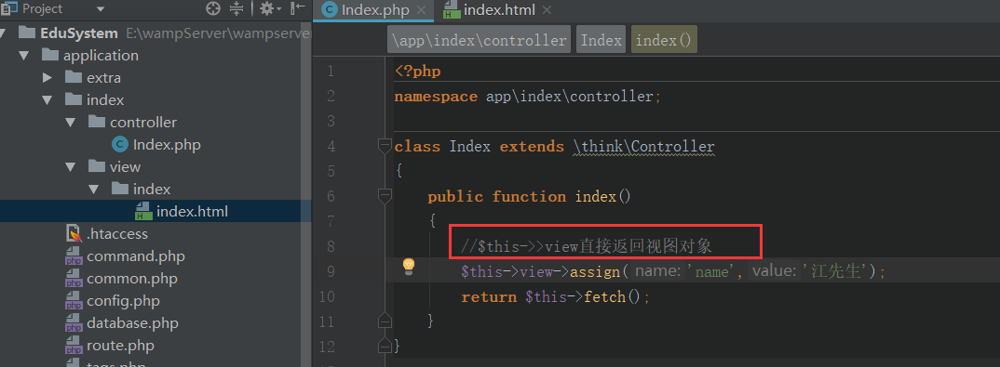 Project
EduSystem E:\wampServer\wampserver
application
extra
index
controller
Index.php
view
index
index.html
.htaccess
command.php
common.php
config.php
database.php
route.php
tags.php
Index.php
index.html
\app\index\controller Index index()
1 <?php
2 namespace app\index\controller;
3
4 class Index extends \think\Controller
5 {
6 public function index()
7 {
8 //$this->>view直接返回视图对象
9 $this->view->assign( name: 'name', value: '江先生');
10 return $this->fetch();
11 }
12 }